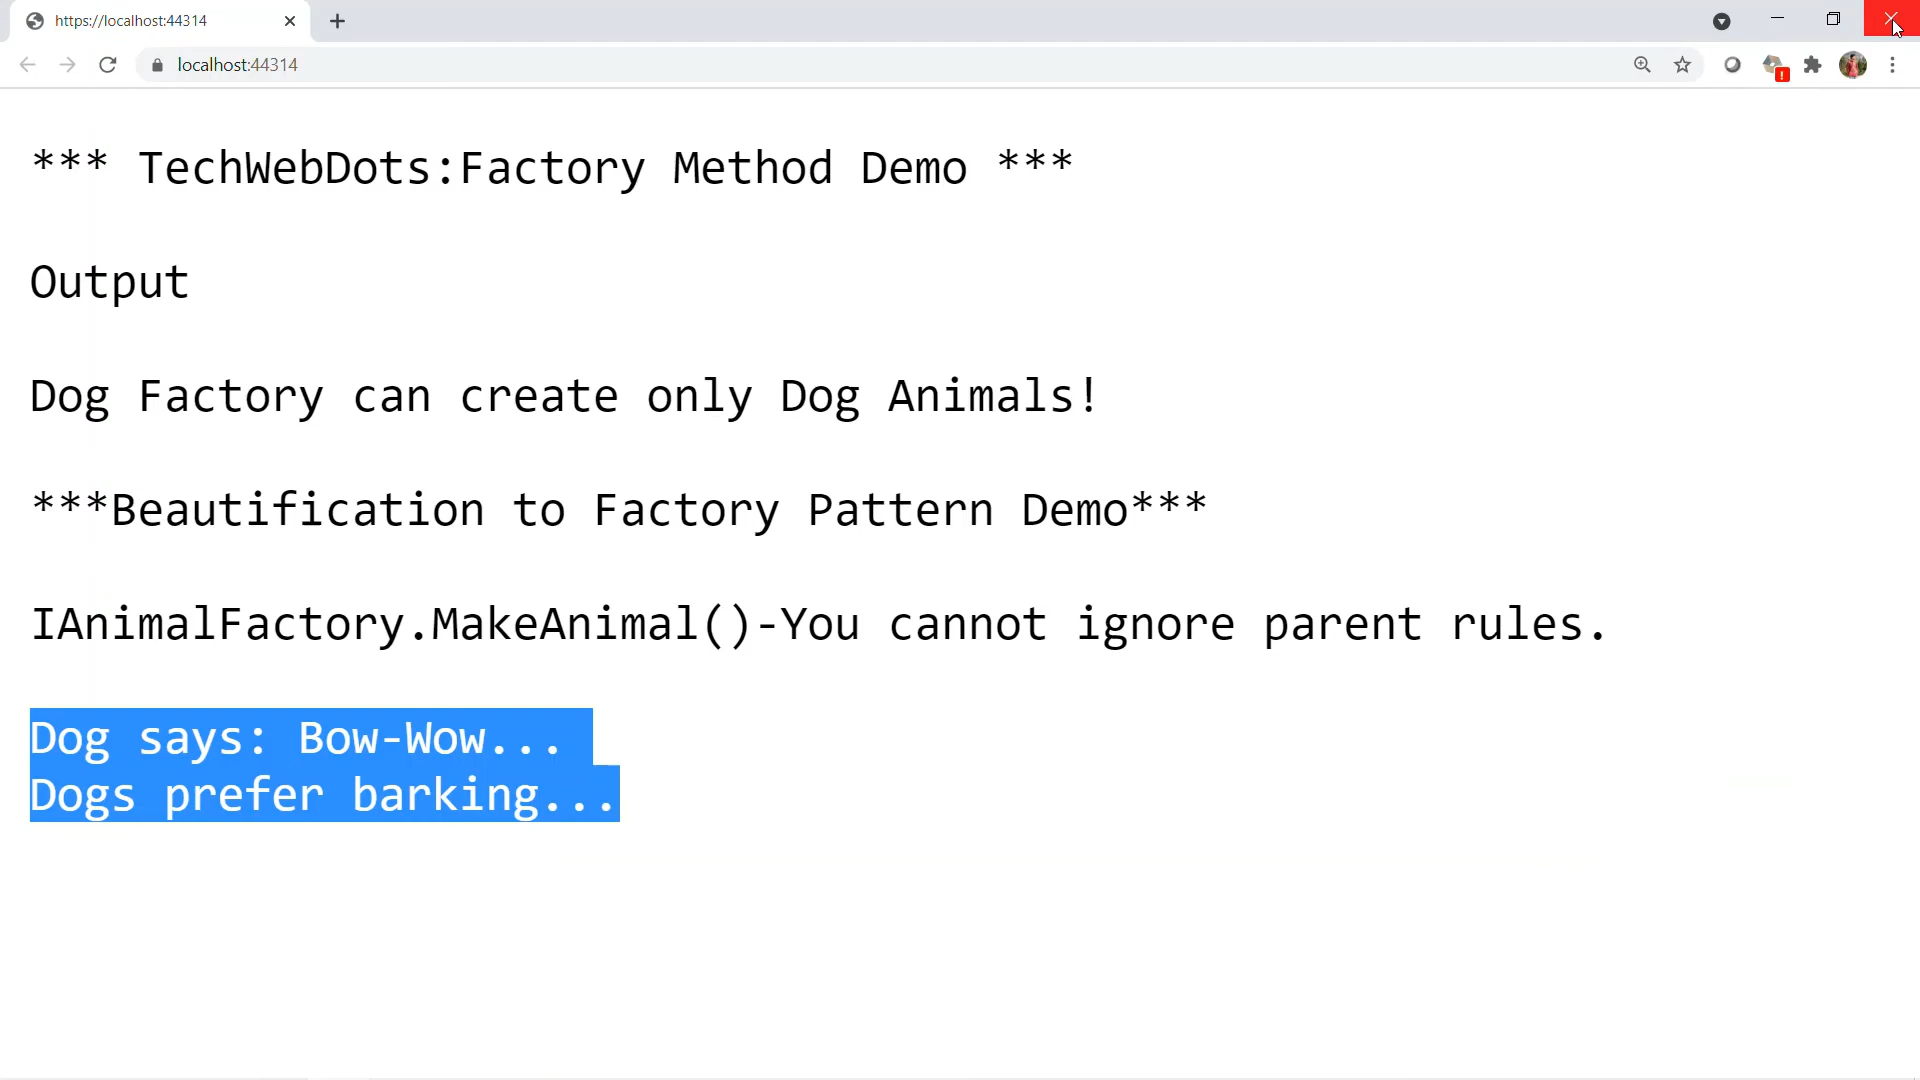 https://localhost:44314
localhost:44314
*** TechWebDots:Factory Method Demo ***
Output
Dog Factory can create only Dog Animals!
***Beautification to Factory Pattern Demo***
IAnimalFactory.MakeAnimal()-You cannot ignore parent rules.
Dog says: Bow-Wow...
Dogs prefer barking...